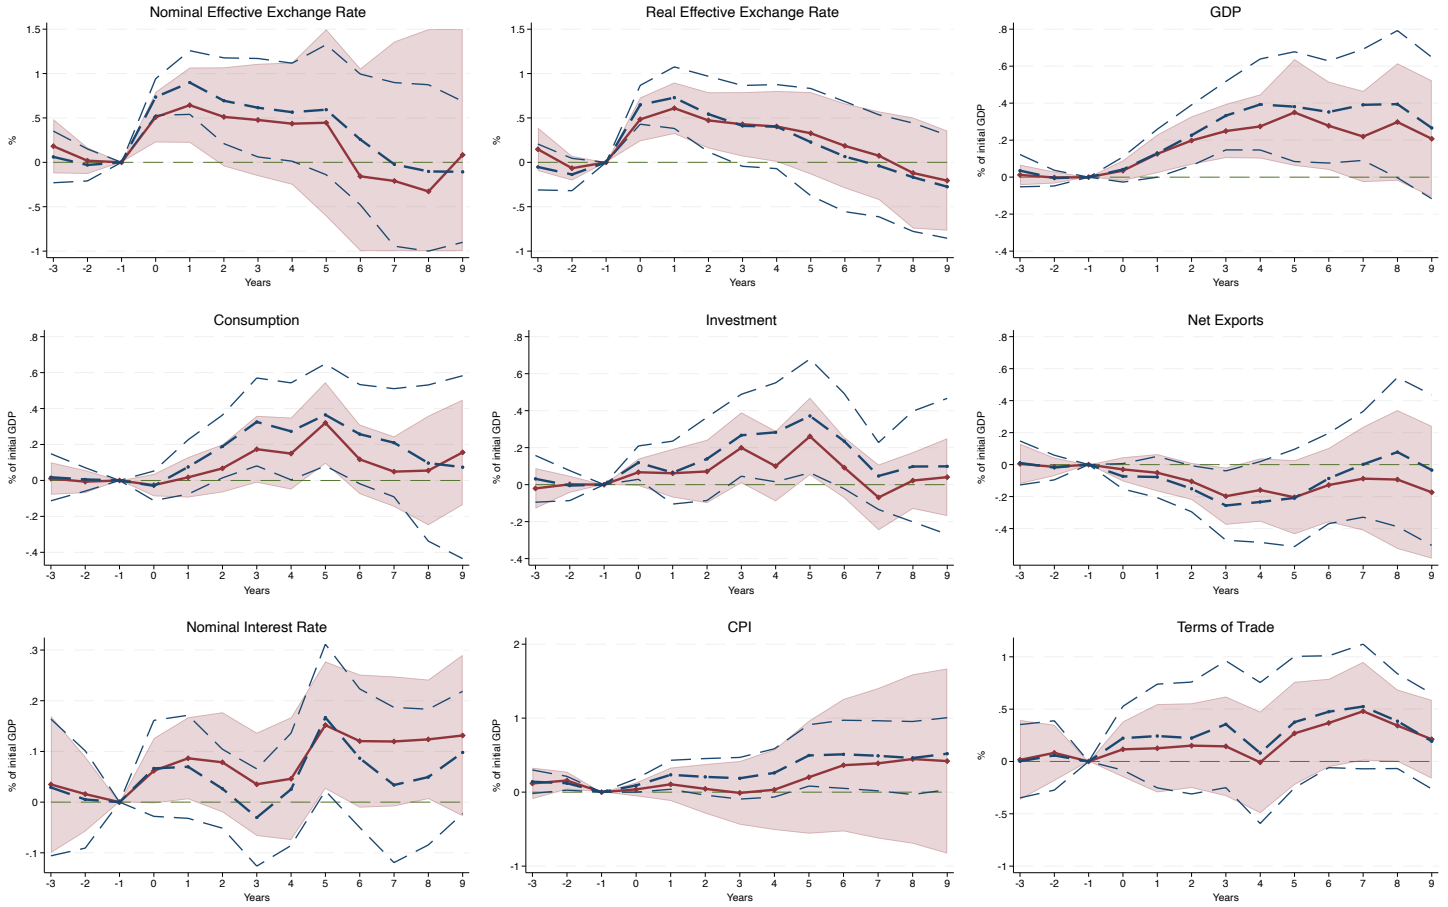 Nominal Effective Exchange Rate
%
1.5
1
.5
0
-.5
-1
-3 -2 -1 0 1 2 3 4 5 6 7 8 9
Years
Real Effective Exchange Rate
%
1.5
1
.5
0
-.5
-1
-3 -2 -1 0 1 2 3 4 5 6 7 8 9
Years
GDP
% of initial GDP
.8
.6
.4
.2
0
-.2
-.4
-3 -2 -1 0 1 2 3 4 5 6 7 8 9
Years
Consumption
% of initial GDP
.8
.6
.4
.2
0
-.2
-.4
-3 -2 -1 0 1 2 3 4 5 6 7 8 9
Years
Investment
% of initial GDP
.8
.6
.4
.2
0
-.2
-.4
-3 -2 -1 0 1 2 3 4 5 6 7 8 9
Years
Net Exports
% of initial GDP
.8
.6
.4
.2
0
-.2
-.4
-3 -2 -1 0 1 2 3 4 5 6 7 8 9
Years
Nominal Interest Rate
% of initial GDP
.3
.2
.1
0
-.1
-3 -2 -1 0 1 2 3 4 5 6 7 8 9
Years
CPI
% of initial GDP
2
1
0
-1
-3 -2 -1 0 1 2 3 4 5 6 7 8 9
Years
Terms of Trade
%
1
.5
0
-.5
-1
-3 -2 -1 0 1 2 3 4 5 6 7 8 9
Years